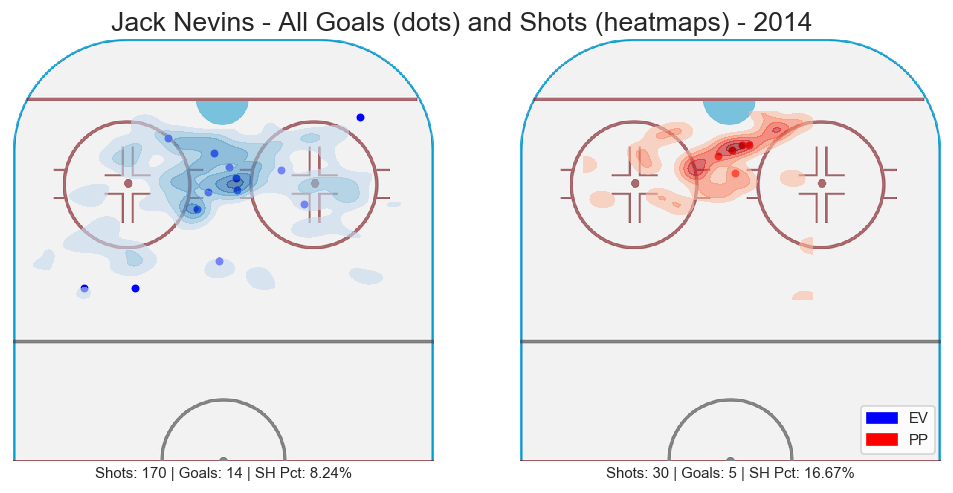 Jack Nevins - All Goals (dots) and Shots (heatmaps) - 2014
EV
PP
Shots: 170 | Goals: 14 | SH Pct: 8.24%
Shots: 30 | Goals: 5 | SH Pct: 16.67%